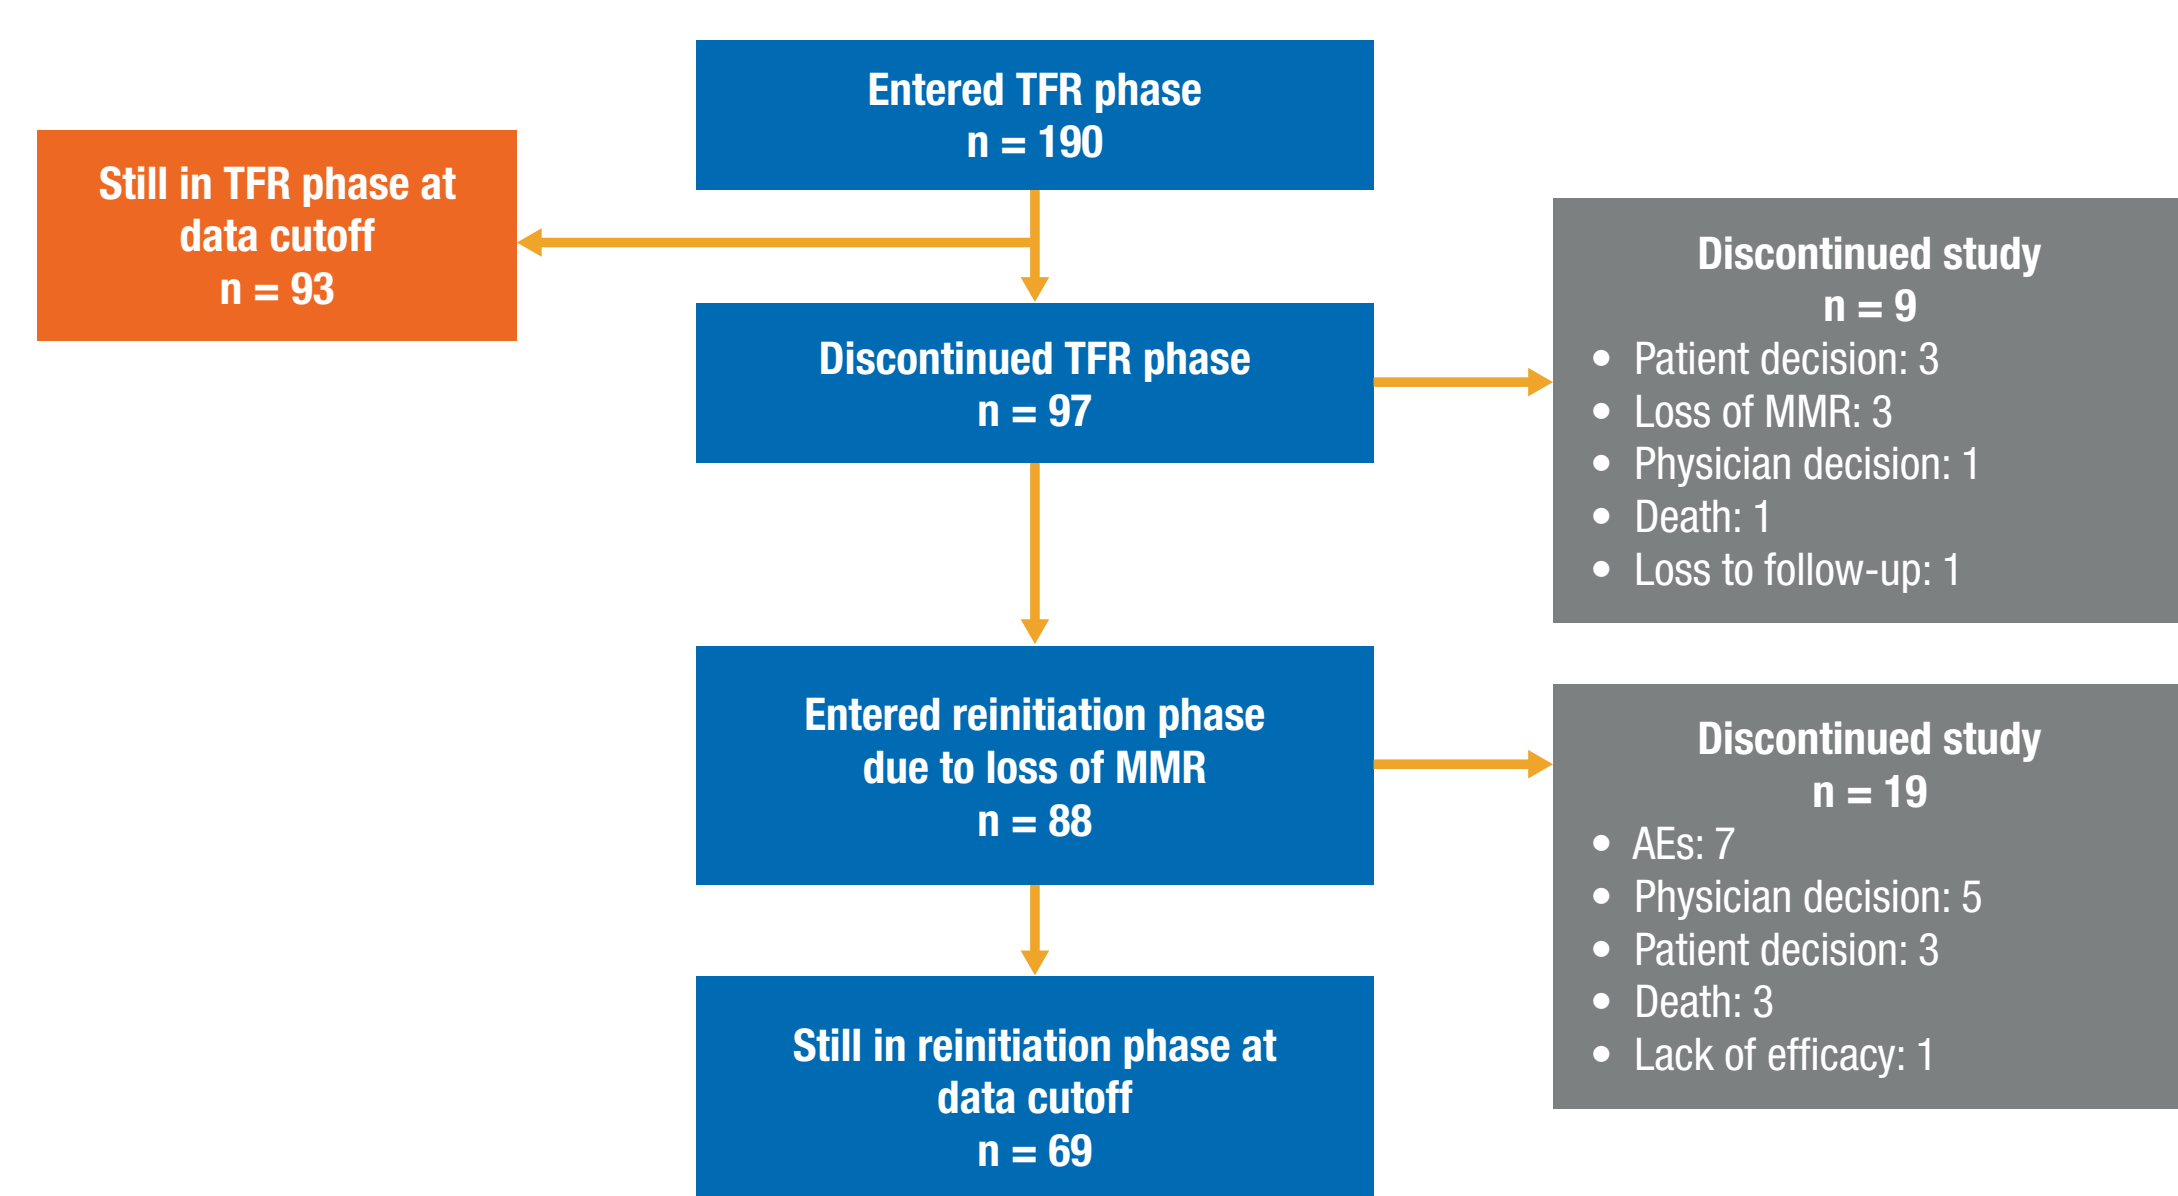 Entered TFR phase
n = 190
Still in TFR phase at
data cutoff
n = 93
Discontinued TFR phase
n = 97
Discontinued study
n = 9
• Patient decision: 3
• Loss of MMR: 3
• Physician decision: 1
• Death: 1
• Loss to follow-up: 1
Entered reinitiation phase
due to loss of MMR
n = 88
Discontinued study
n = 19
• AEs: 7
• Physician decision: 5
• Patient decision: 3
• Death: 3
• Lack of efficacy: 1
Still in reinitiation phase at
data cutoff
n = 69